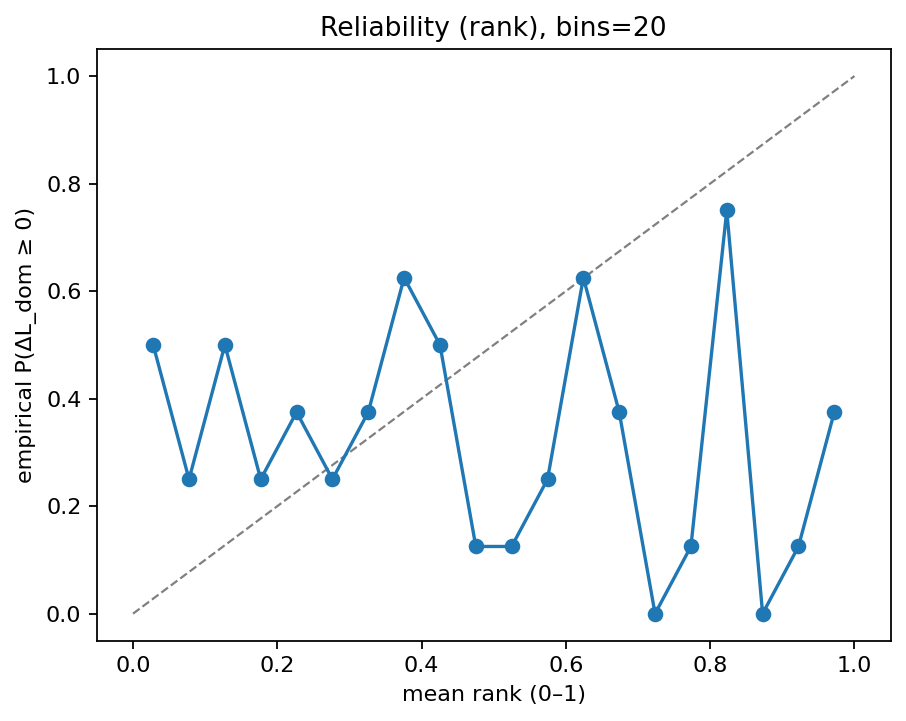 Reliability (rank), bins=20
empirical P(ΔL_dom ≥ 0)
1.0
0.8
0.6
0.4
0.2
0.0
0.0 0.2 0.4 0.6 0.8 1.0
mean rank (0–1)